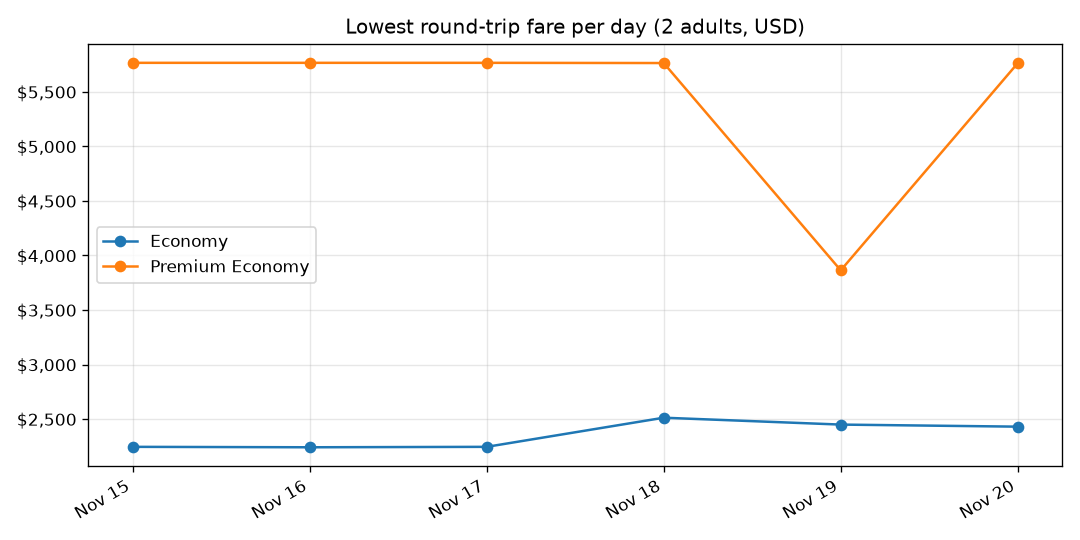 Lowest round-trip fare per day (2 adults, USD)
$5,500
$5,000
$4,500
$4,000
$3,500
$3,000
$2,500
Economy
Premium Economy
Nov 15
Nov 16
Nov 17
Nov 18
Nov 19
Nov 20